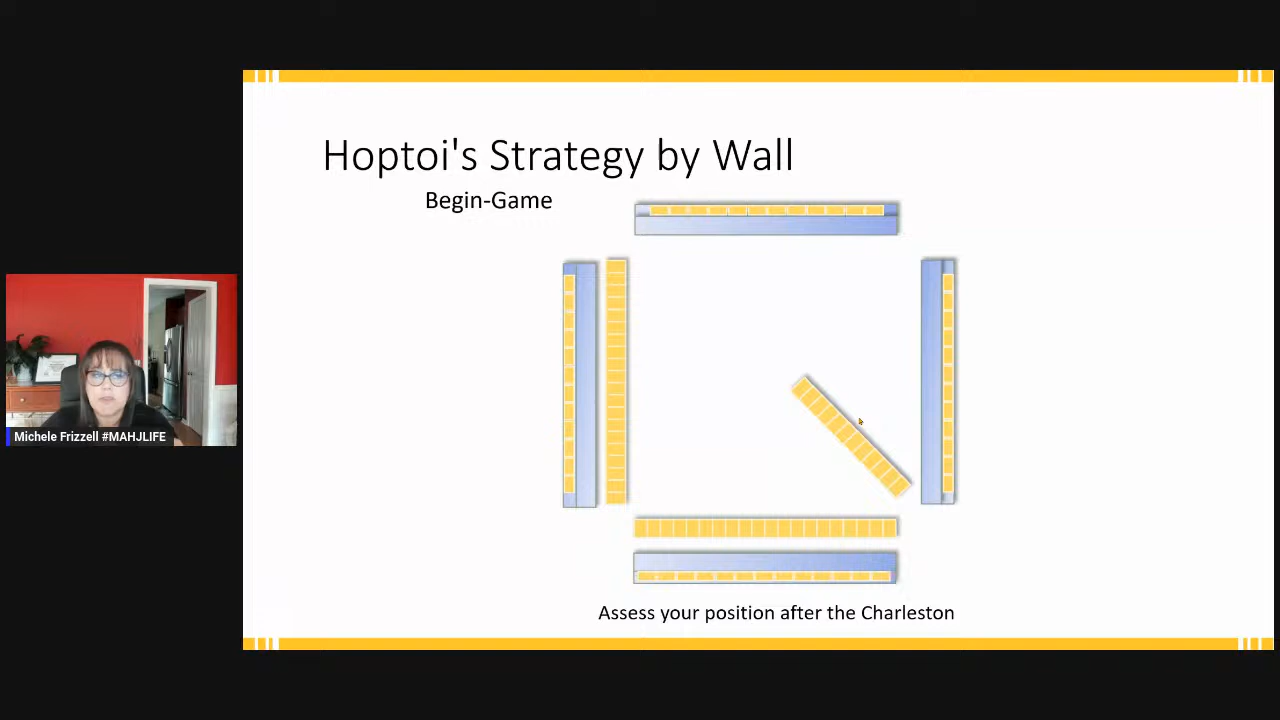 Hoptoi's Strategy by Wall
Begin-Game
Michele Frizzell #MAHJLIFE
Assess your position after the Charleston